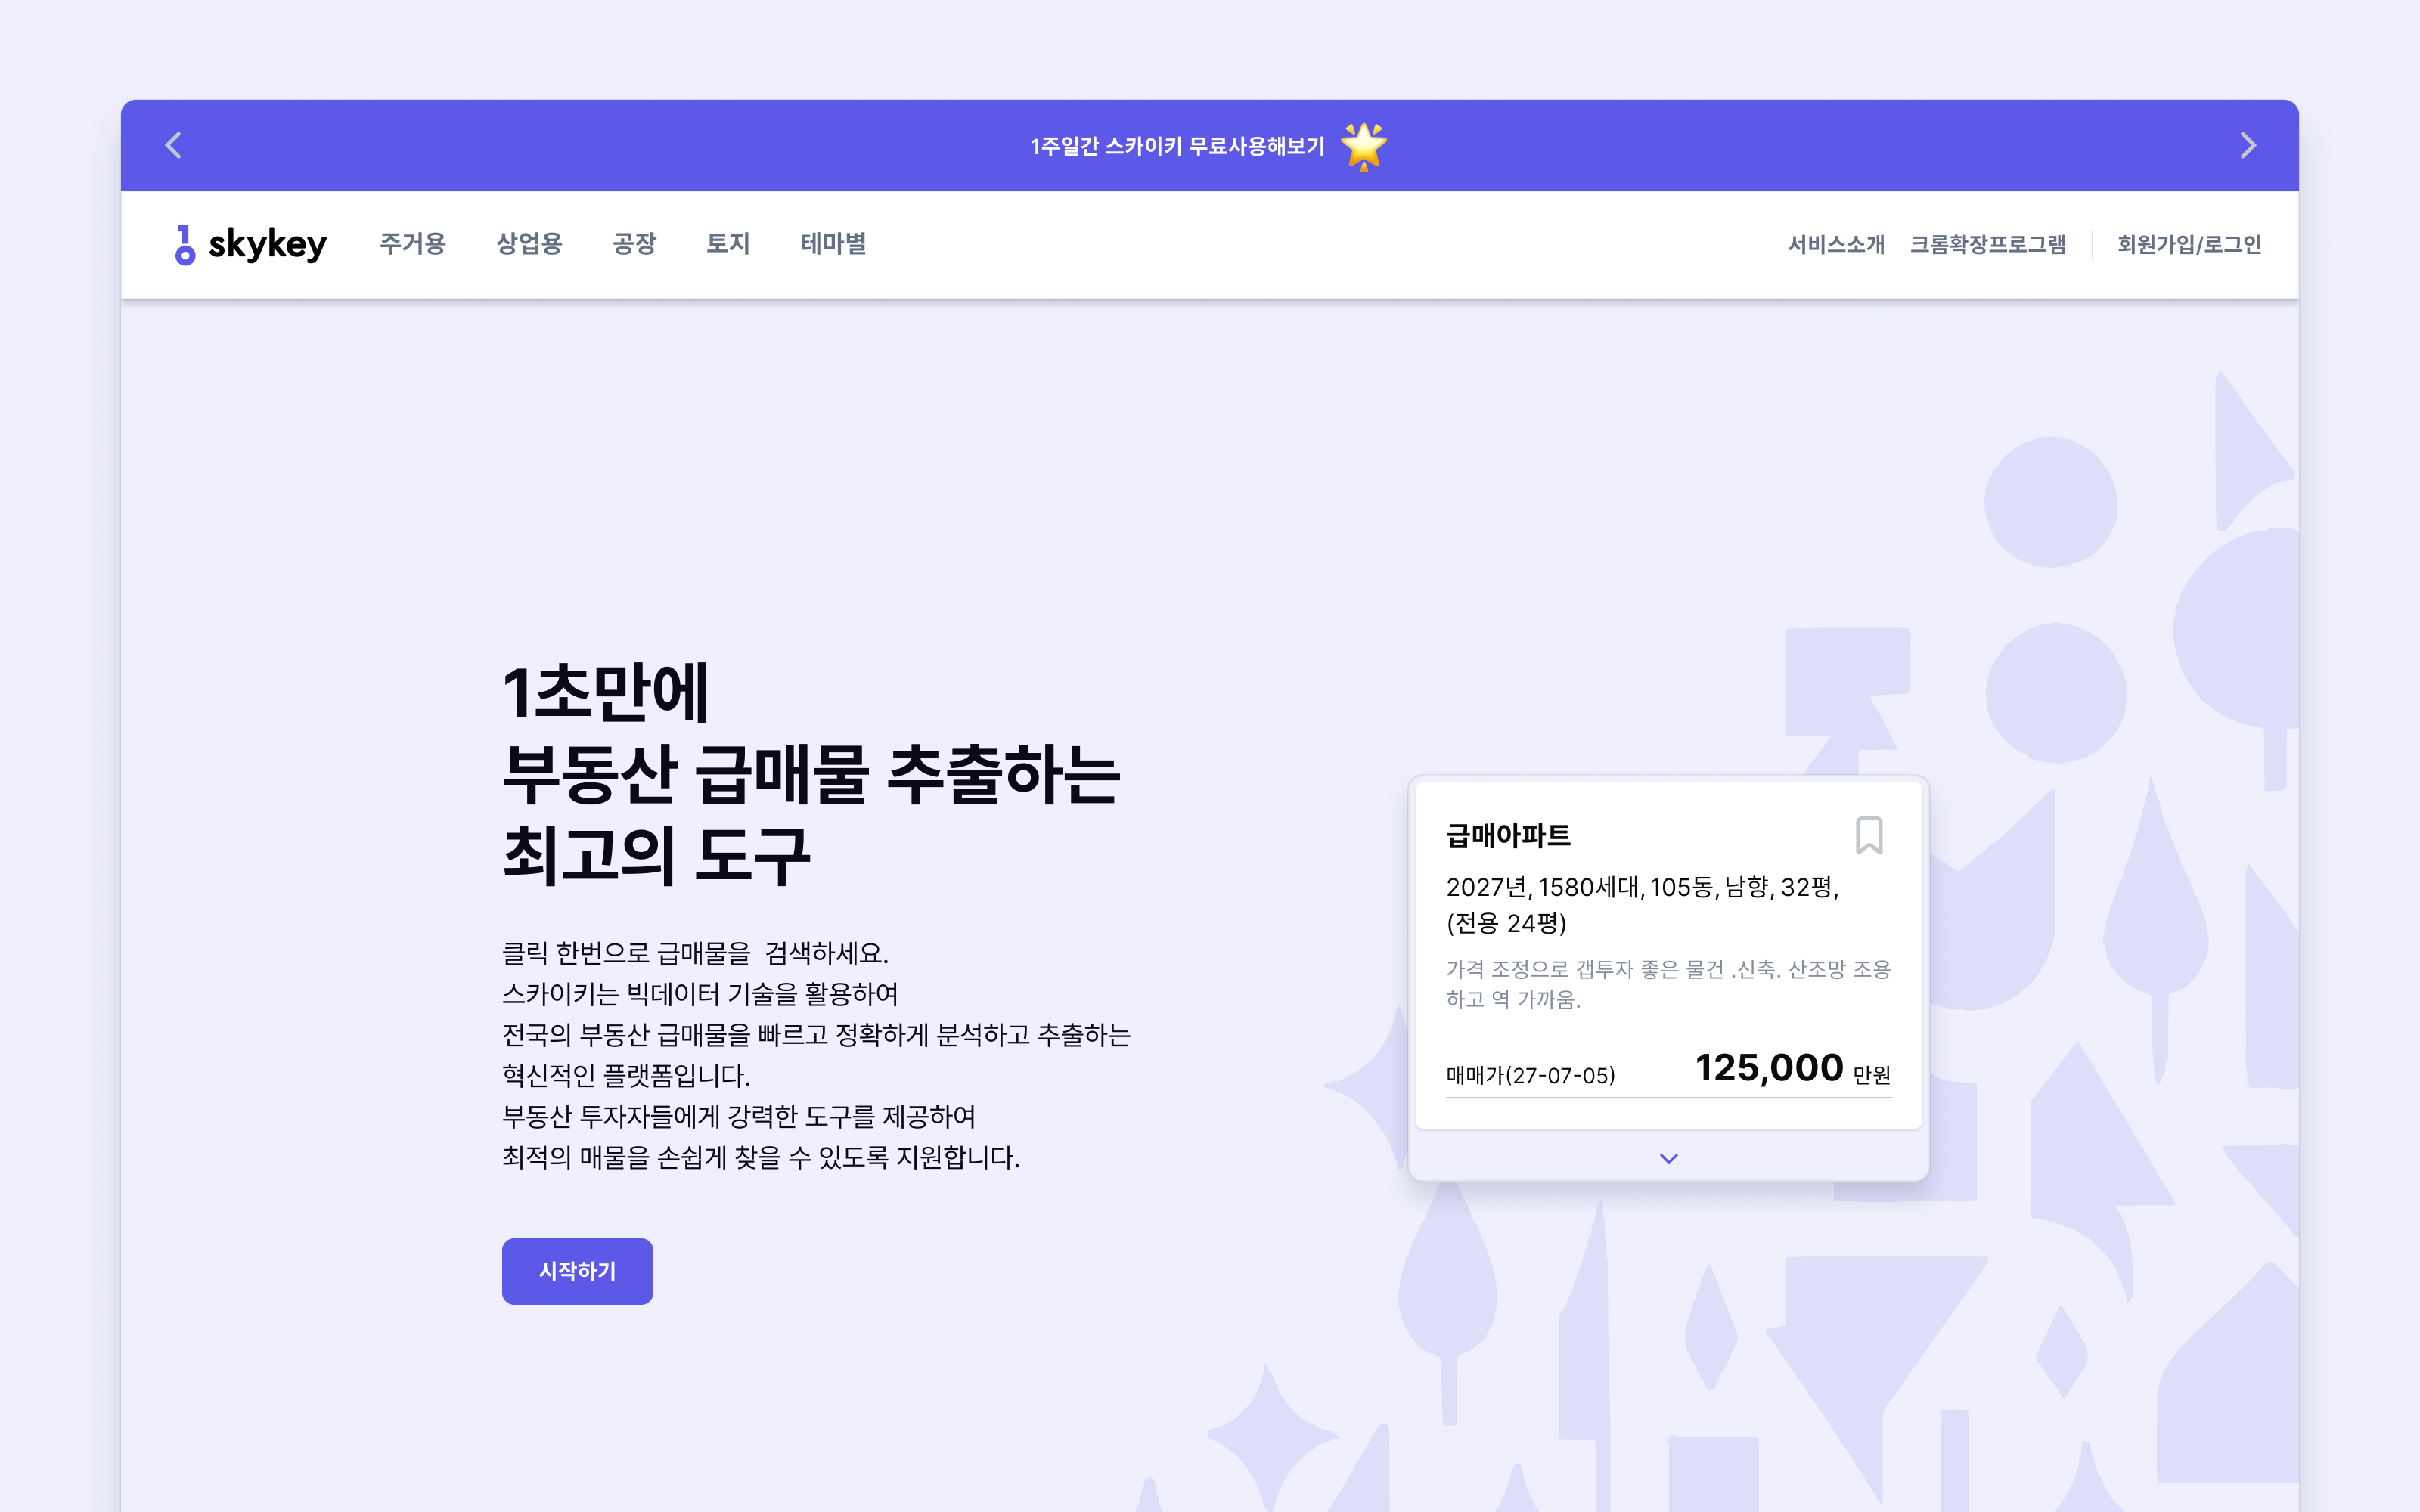 1주일간 스카이키 무료사용해보기
skykey 주거용 상업용 공장 토지 테마별 서비스소개 크롬확장프로그램 회원가입/로그인
1초만에
부동산 급매물 추출하는
최고의 도구
클릭 한번으로 급매물을 검색하세요.
스카이키는 빅데이터 기술을 활용하여
전국의 부동산 급매물을 빠르고 정확하게 분석하고 추출하는
혁신적인 플랫폼입니다.
부동산 투자자들에게 강력한 도구를 제공하여
최적의 매물을 손쉽게 찾을 수 있도록 지원합니다.
시작하기
급매아파트
2027년, 1580세대, 105동, 남향, 32평,
(전용 24평)
가격 조정으로 갭투자 좋은 물건 .신축. 산조망 조용
하고 역 가까움.
매매가(27-07-05) 125,000 만원